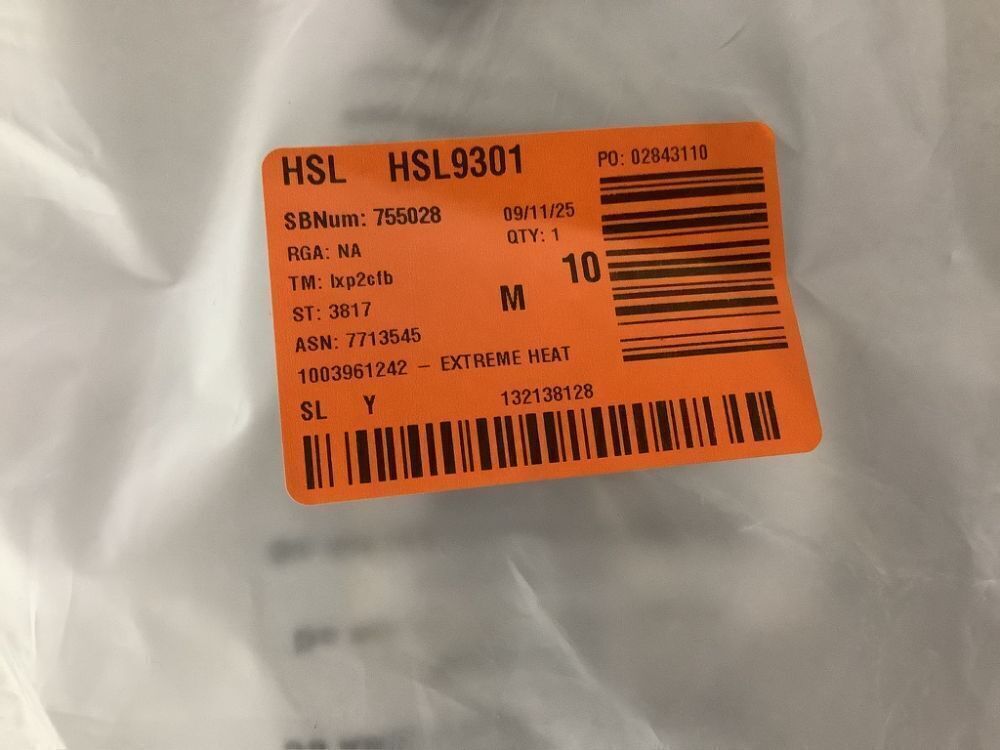 HSL HSL9301 PO: 02843110
SBNum: 755028 09/11/25
RGA: NA QTY: 1
TM: lxp2cfb 10
ST: 3817 M
ASN: 7713545
1003961242 – EXTREME HEAT
SL Y 132138128